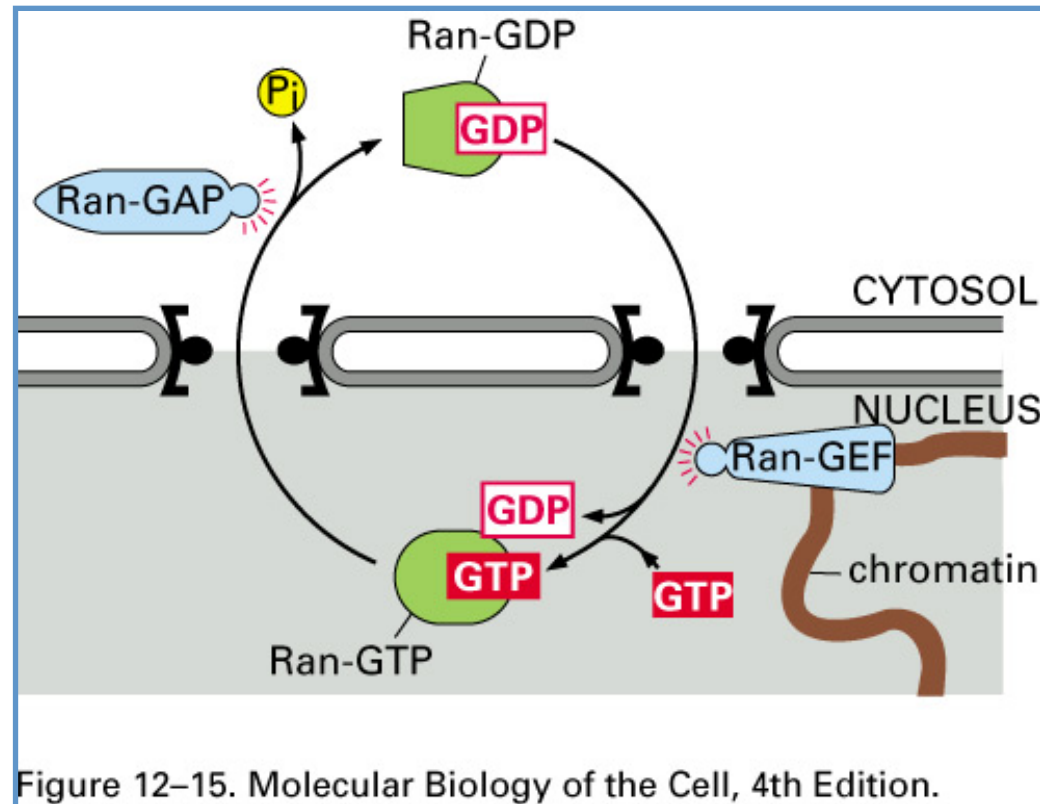 Ran-GDP
Pi
GDP
Ran-GAP
CYTOSOL
NUCLEUS
Ran-GEF
GDP
GTP
GTP
chromatin
Ran-GTP
Figure 12–15. Molecular Biology of the Cell, 4th Edition.